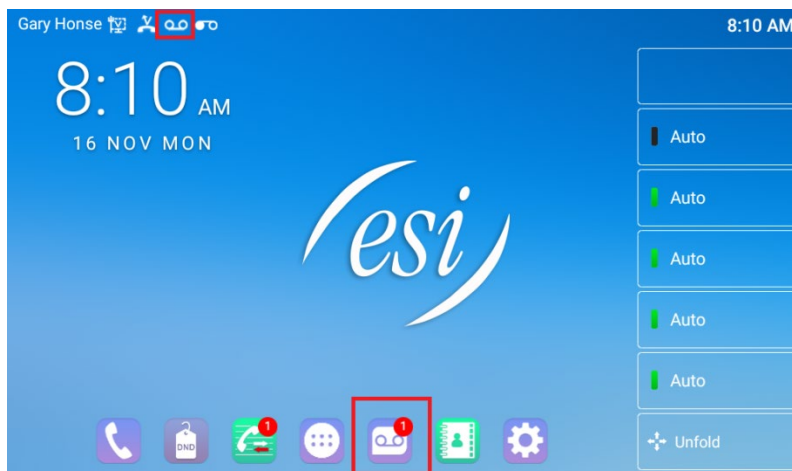 Gary Honse
8:10 AM
8:10 AM
16 NOV MON
esi
Auto
Auto
Auto
Auto
Auto
Unfold
DND
1
1